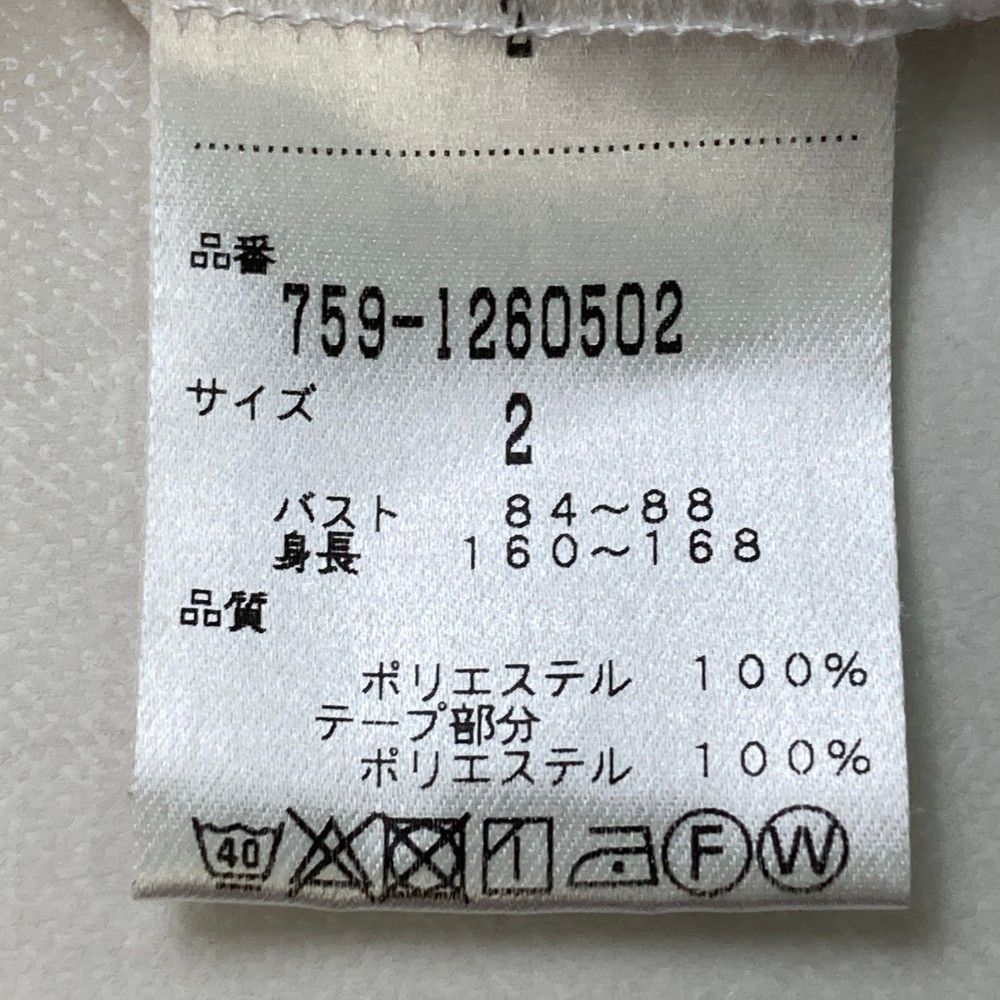 品番
759-1260502
サイズ
2
バスト 84～88
身長 160～168
品質
ポリエステル 100%
テープ部分
ポリエステル 100%
40 F W